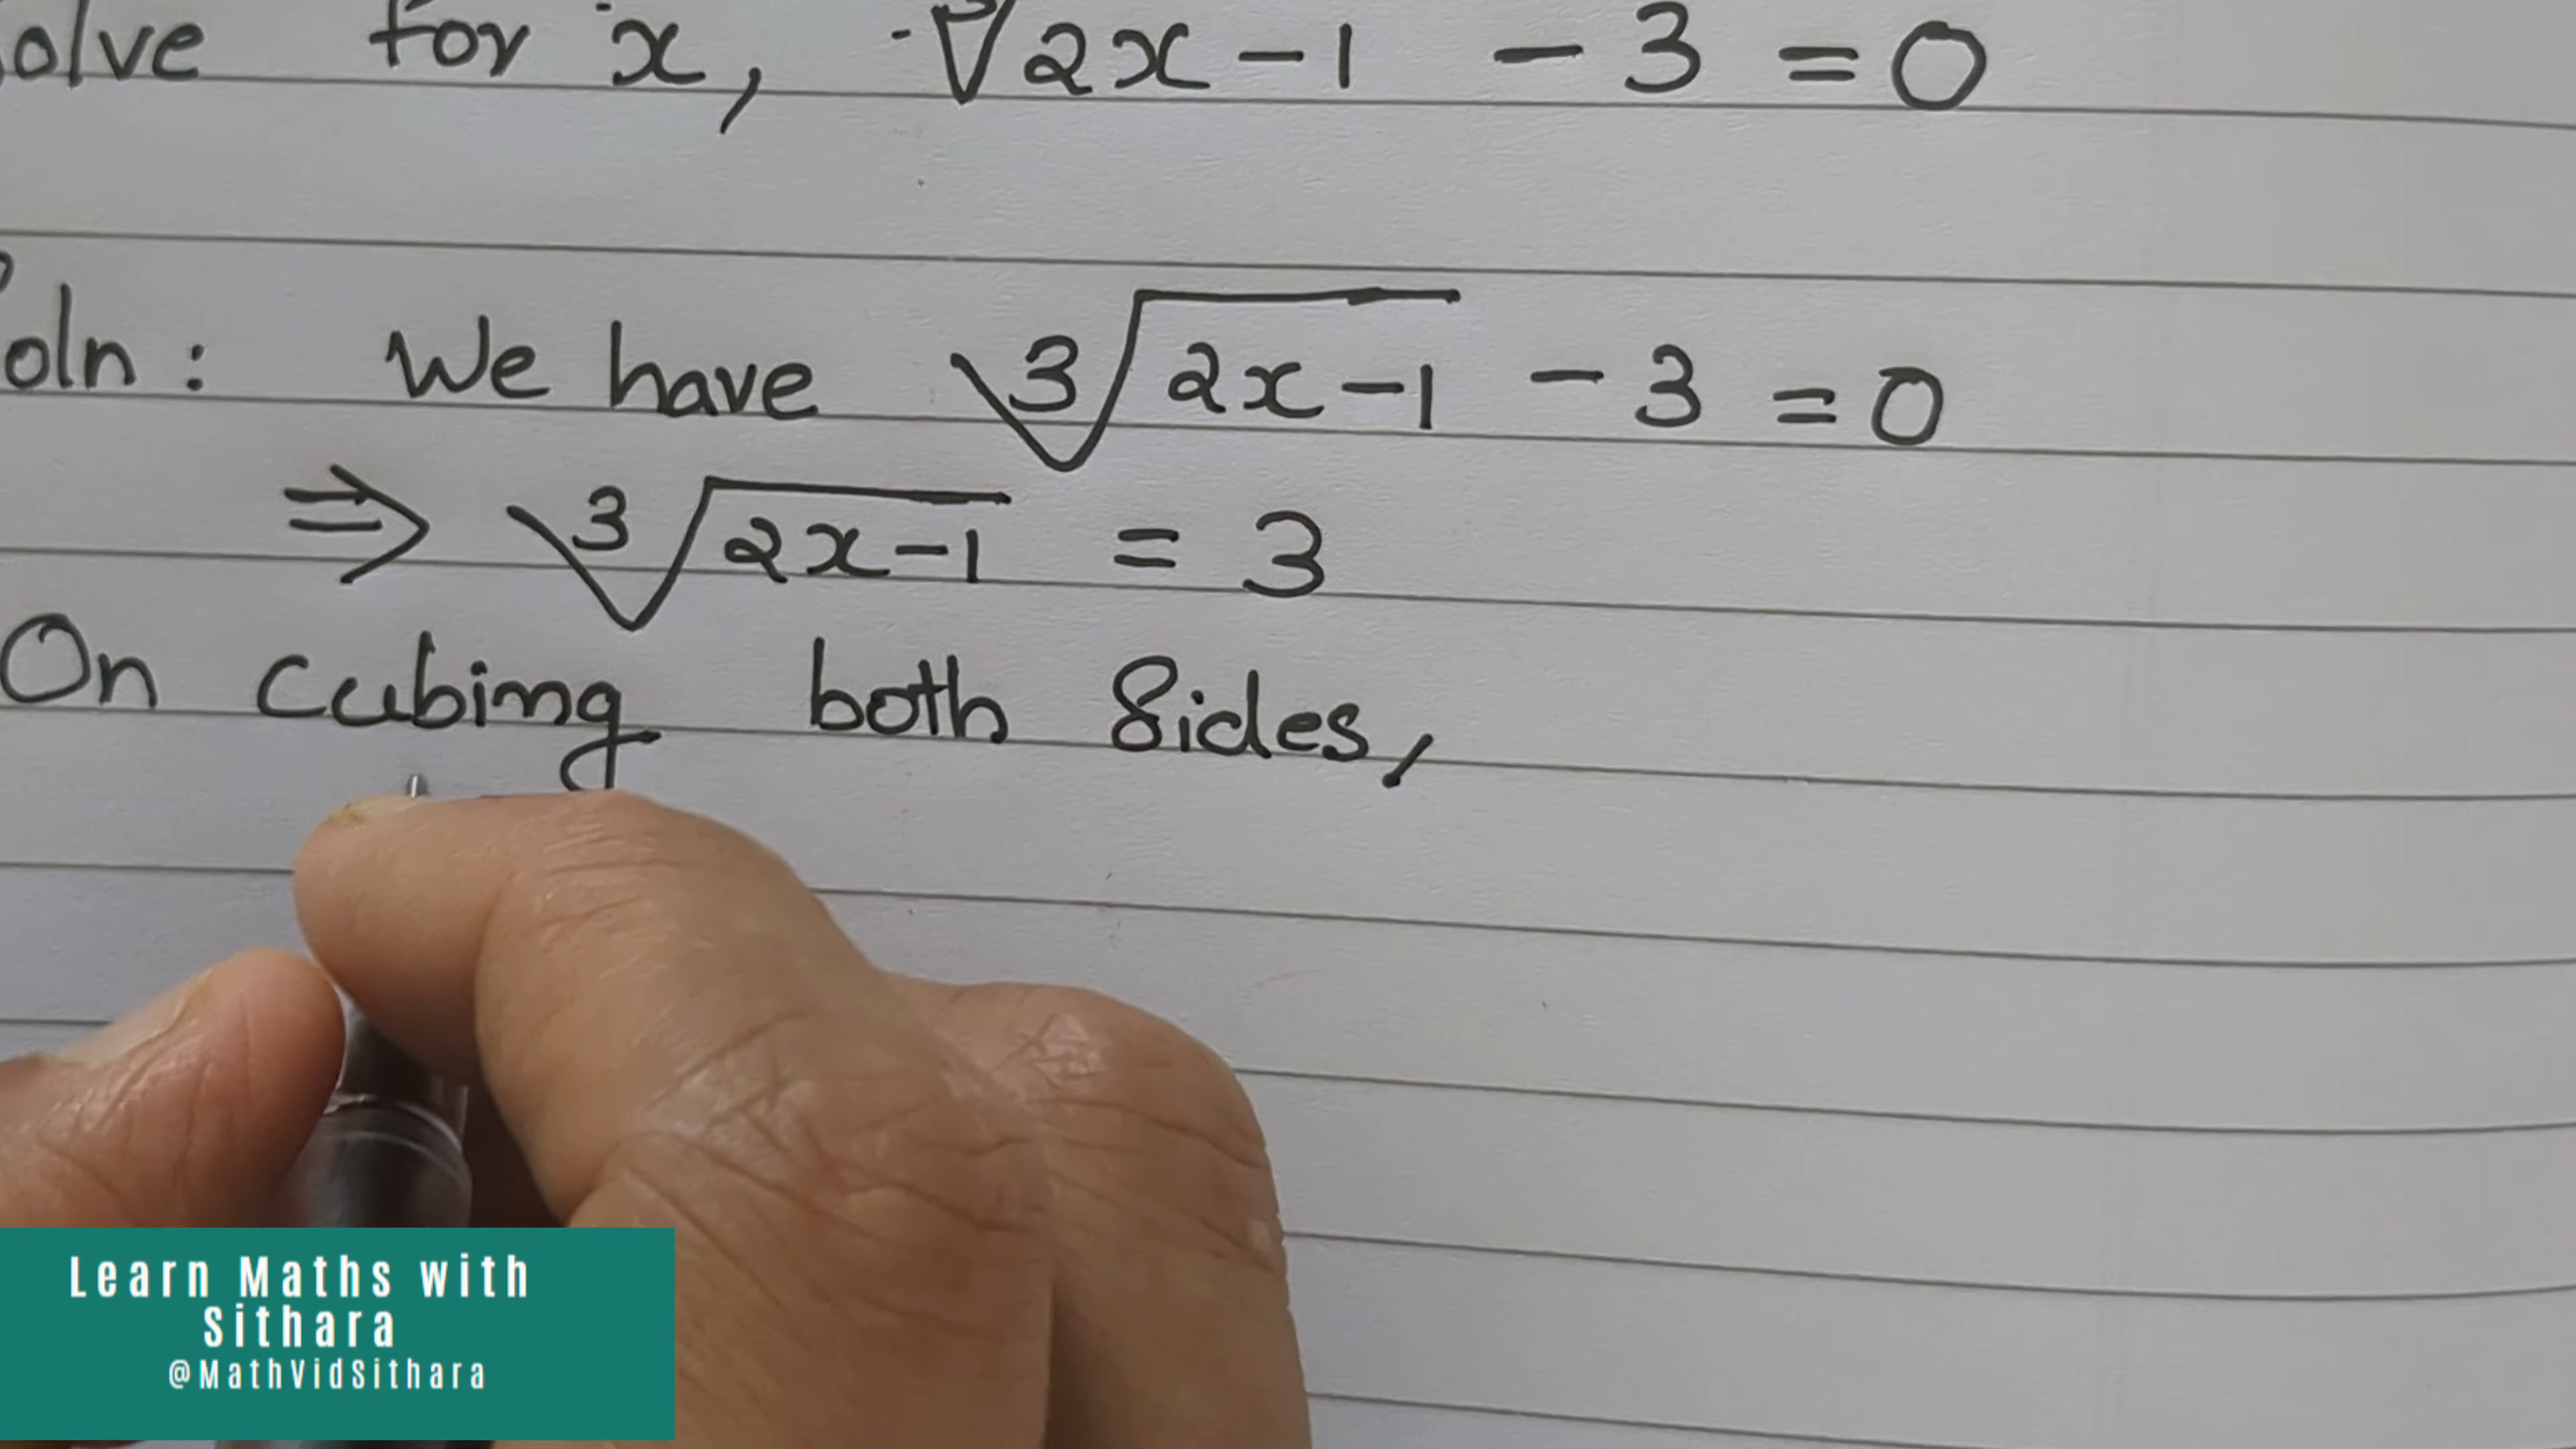 olve for x, ∛2x-1 - 3 = 0
oln : We have ∛2x-1 - 3 = 0
⇒ ∛2x-1 = 3
On cubing both Sides,
Learn Maths with
Sithara
@MathVidSithara